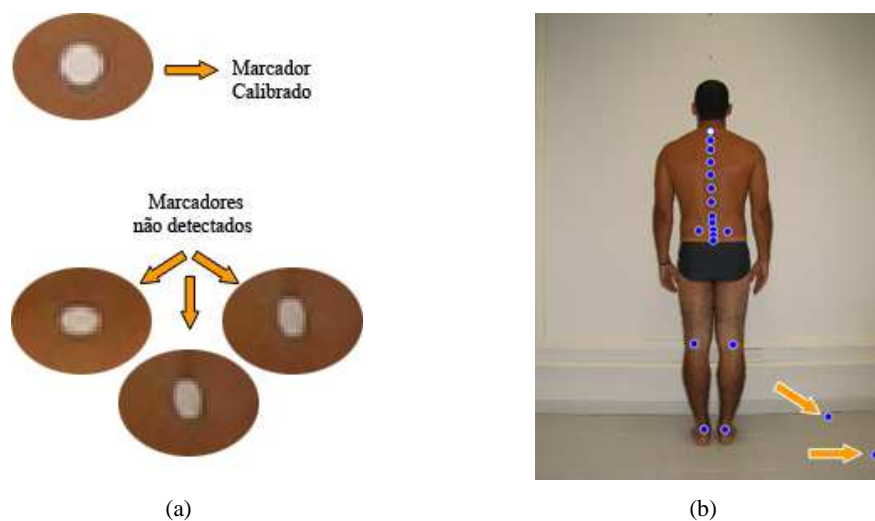 Marcador
Calibrado
Marcadores
não detectados
(a)
(b)